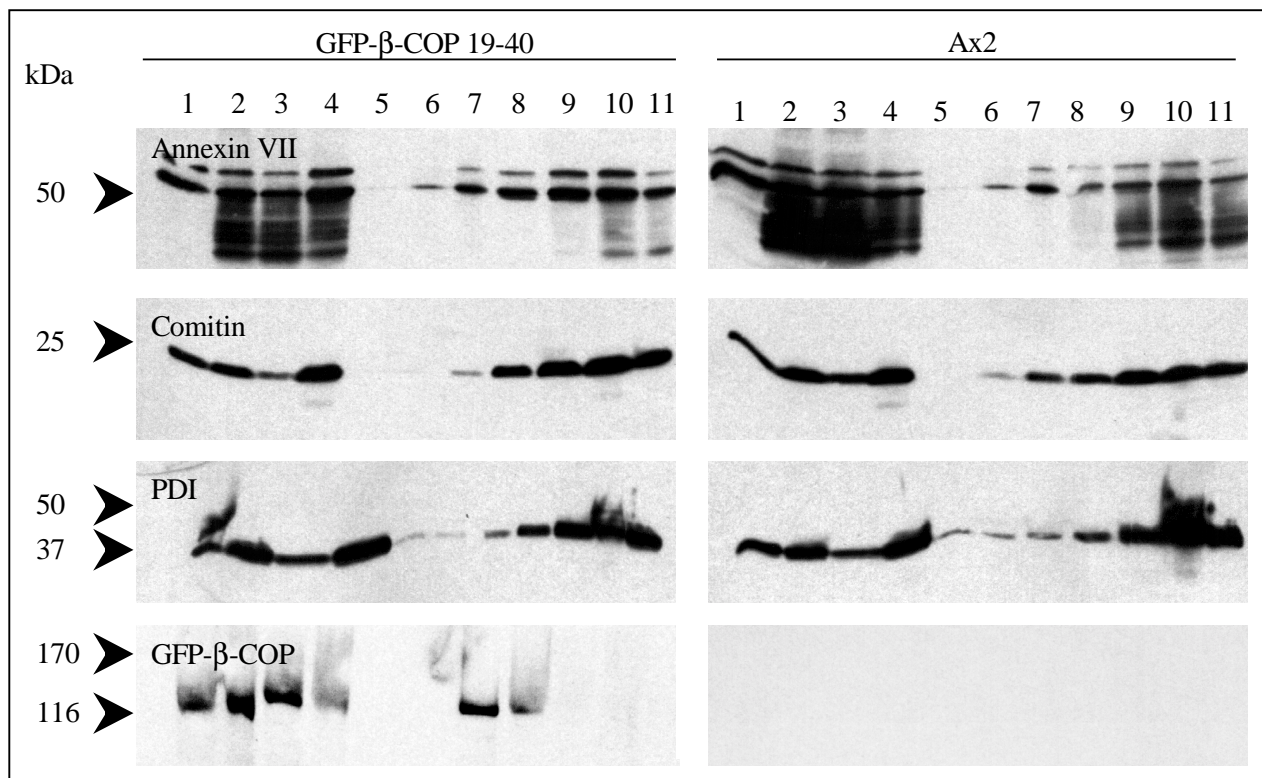 GFP-β-COP 19-40 Ax2
kDa
1 2 3 4 5 6 7 8 9 10 11 1 2 3 4 5 6 7 8 9 10 11
Annexin VII
50
Comitin
25
PDI
50
37
GFP-β-COP
170
116